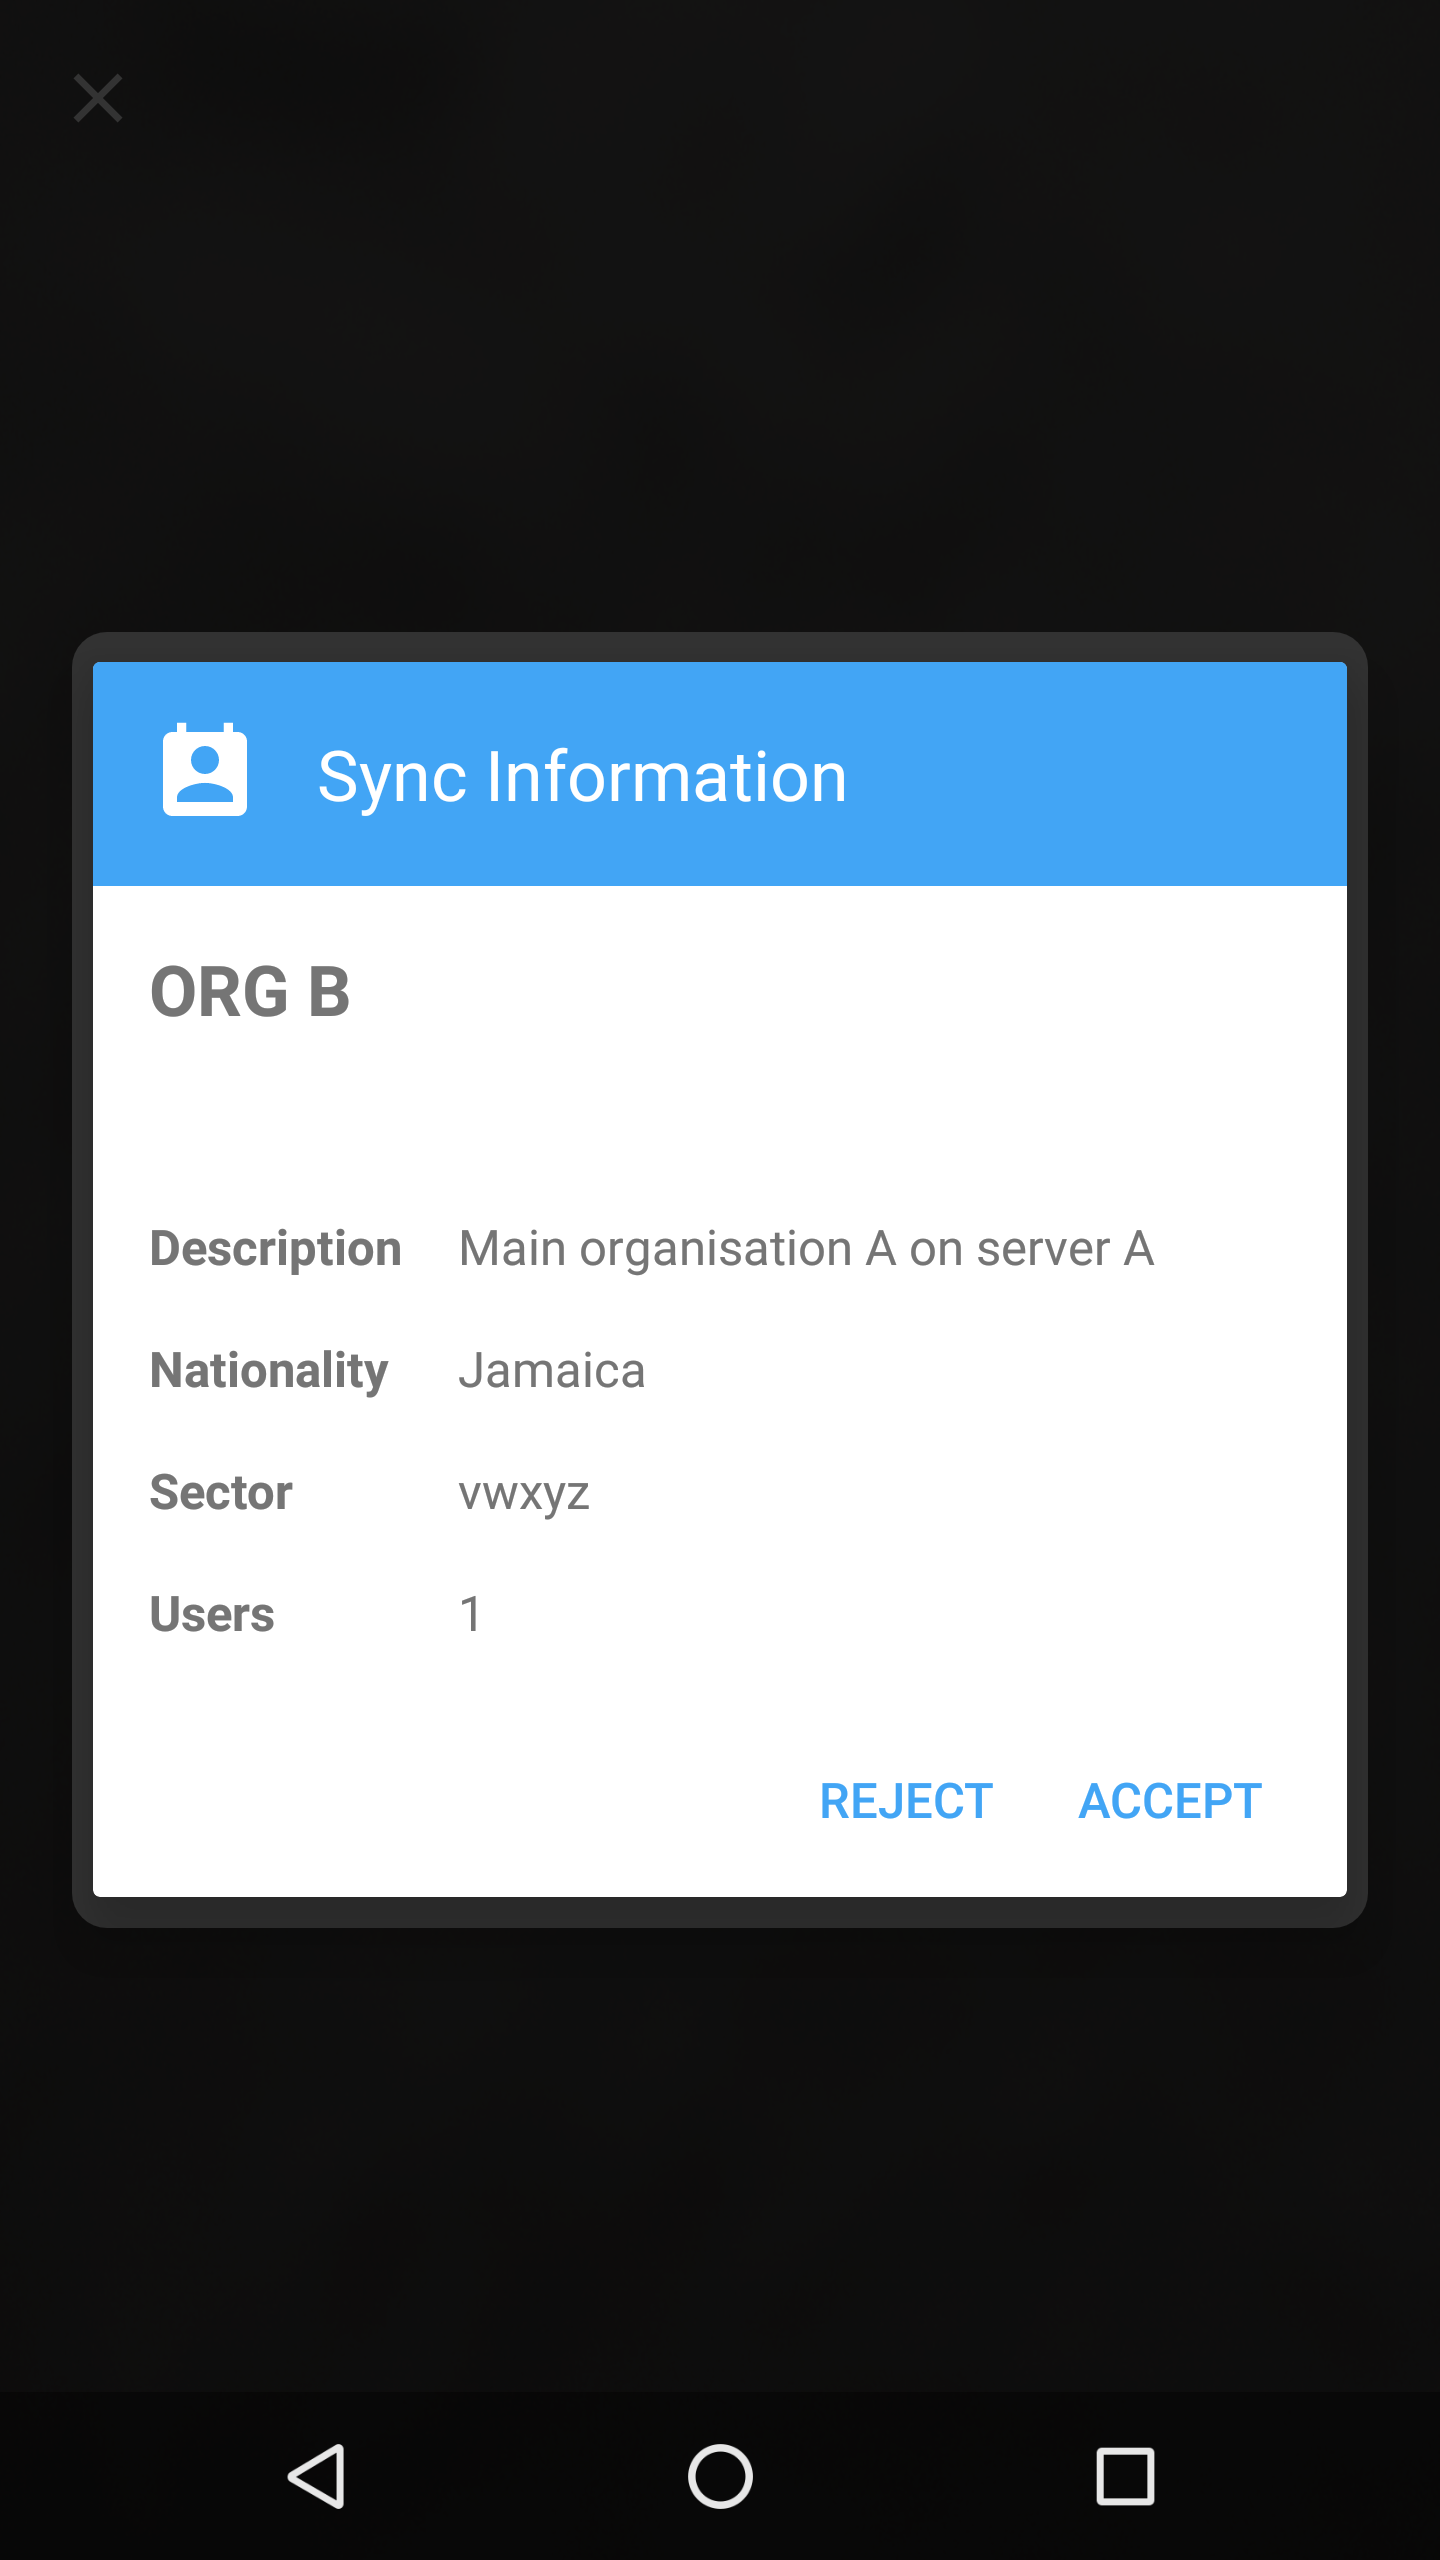 Sync Information
ORG B
Description Main organisation A on server A
Nationality Jamaica
Sector vwxyz
Users 1
REJECT ACCEPT